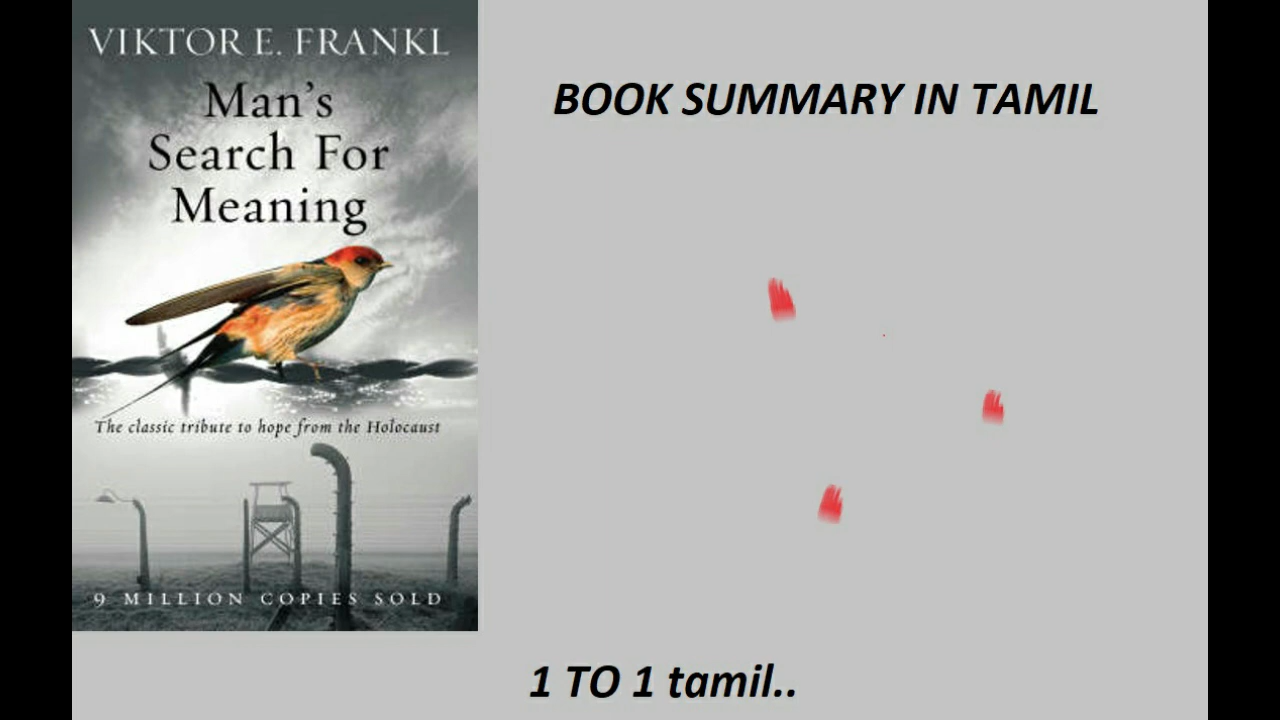 VIKTOR E. FRANKL
Man's
Search For
Meaning
The classic tribute to hope from the Holocaust
9 MILLION COPIES SOLD
BOOK SUMMARY IN TAMIL
1 TO 1 tamil..